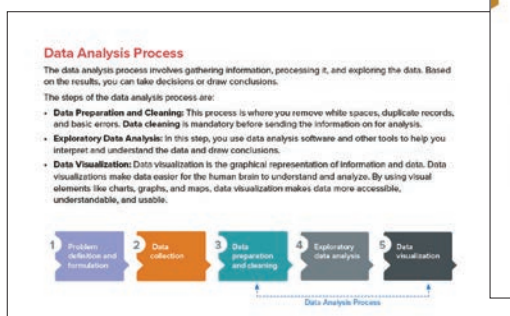 Data Analysis Process
The data analysis process involves gathering information, processing it, and exploring the data. Based
on the results, you can take decisions or draw conclusions.
The steps of the data analysis process are:
• Data Preparation and Cleaning: This process is where you remove white spaces, duplicate records,
and basic errors. Data cleaning is mandatory before sending the information on for analysis.
• Exploratory Data Analysis: In this step, you use data analysis software and other tools to help you
interpret and understand the data and draw conclusions.
• Data Visualization: Data visualization is the graphical representation of information and data. Data
visualizations make data easier for the human brain to understand and analyze. By using visual
elements like charts, graphs, and maps, data visualization makes data more accessible,
understandable, and usable.
1 Problem
definition and
formulation
2 Data
collection
3 Data
preparation
and cleaning
4 Exploratory
data analysis
5 Data
visualization
Data Analysis Process